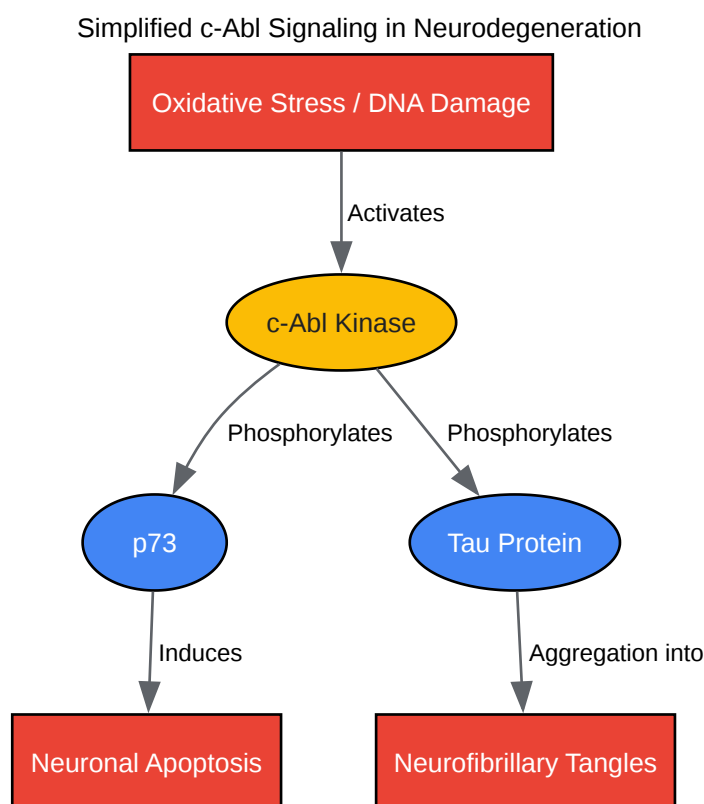 Simplified c-Abl Signaling in Neurodegeneration
Oxidative Stress / DNA Damage
Activates
c-Abl Kinase
Phosphorylates
Phosphorylates
p73
Tau Protein
Induces
Aggregation into
Neuronal Apoptosis
Neurofibrillary Tangles